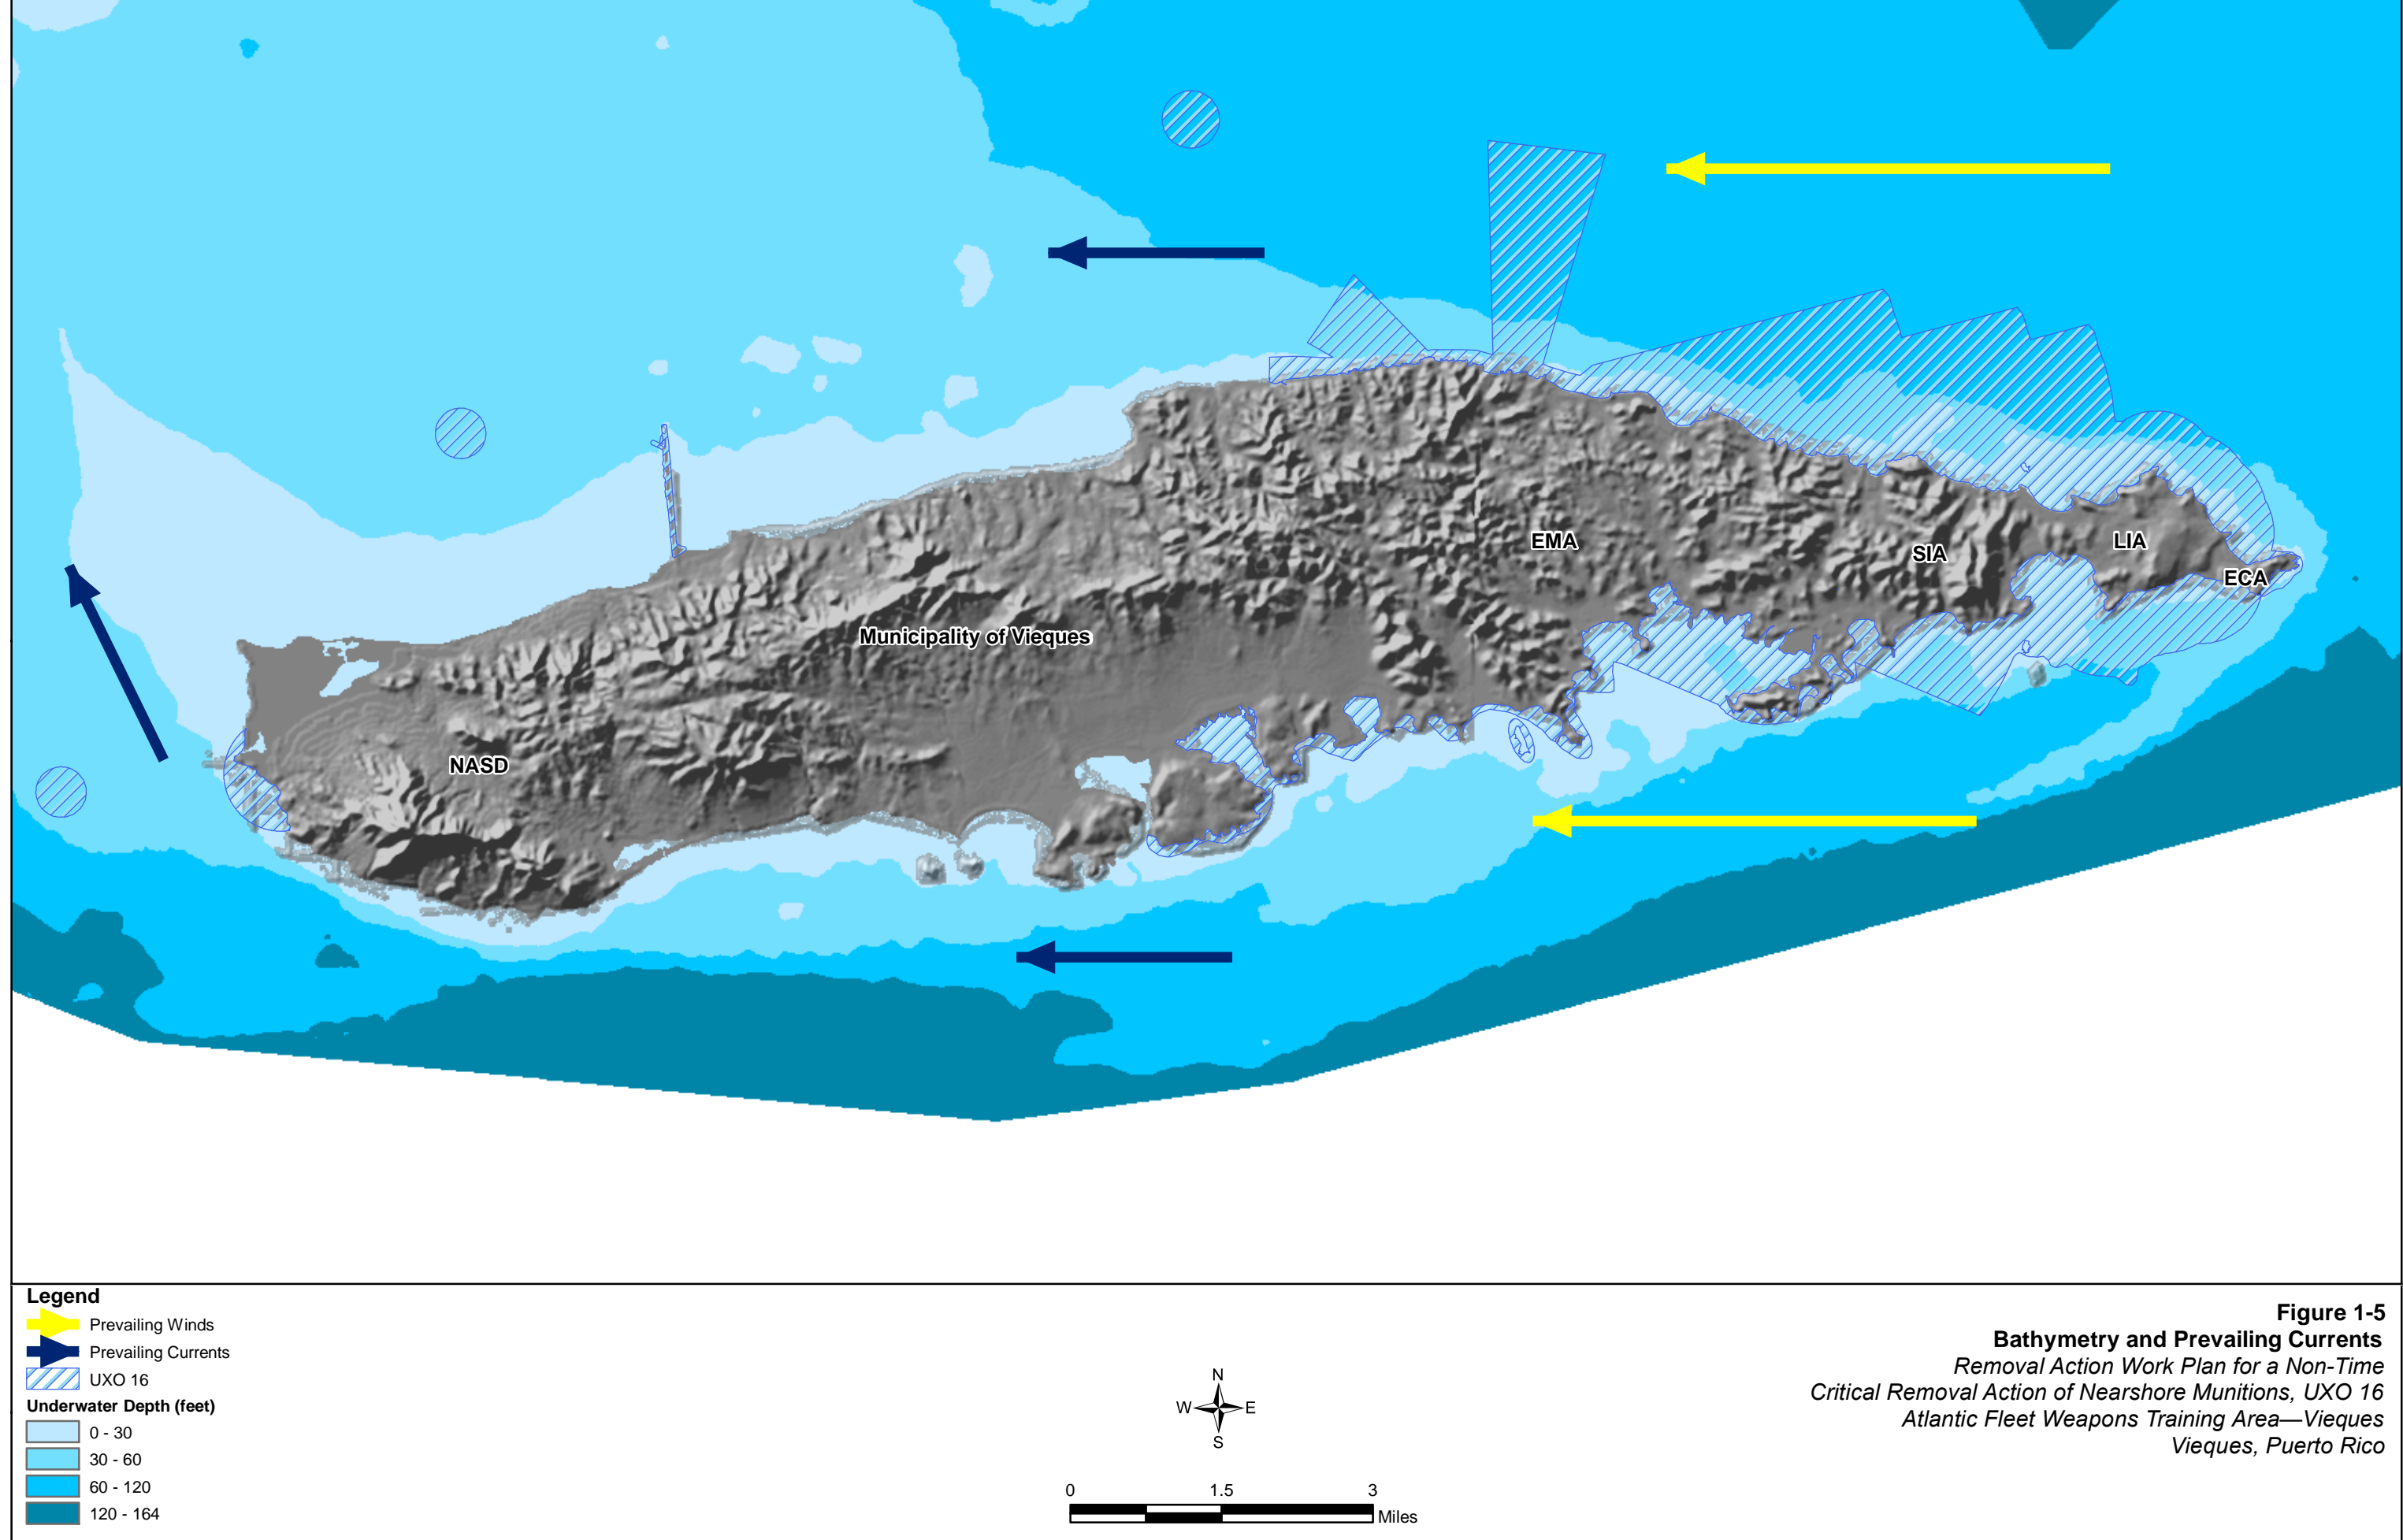 EMA
SIA
LIA
ECA
Municipality of Vieques
NASD
Legend
Prevailing Winds
Prevailing Currents
UXO 16
Underwater Depth (feet)
0 - 30
30 - 60
60 - 120
120 - 164
N
W E
S
0 1.5 3
Miles
Figure 1-5
Bathymetry and Prevailing Currents
Removal Action Work Plan for a Non-Time
Critical Removal Action of Nearshore Munitions, UXO 16
Atlantic Fleet Weapons Training Area—Vieques
Vieques, Puerto Rico